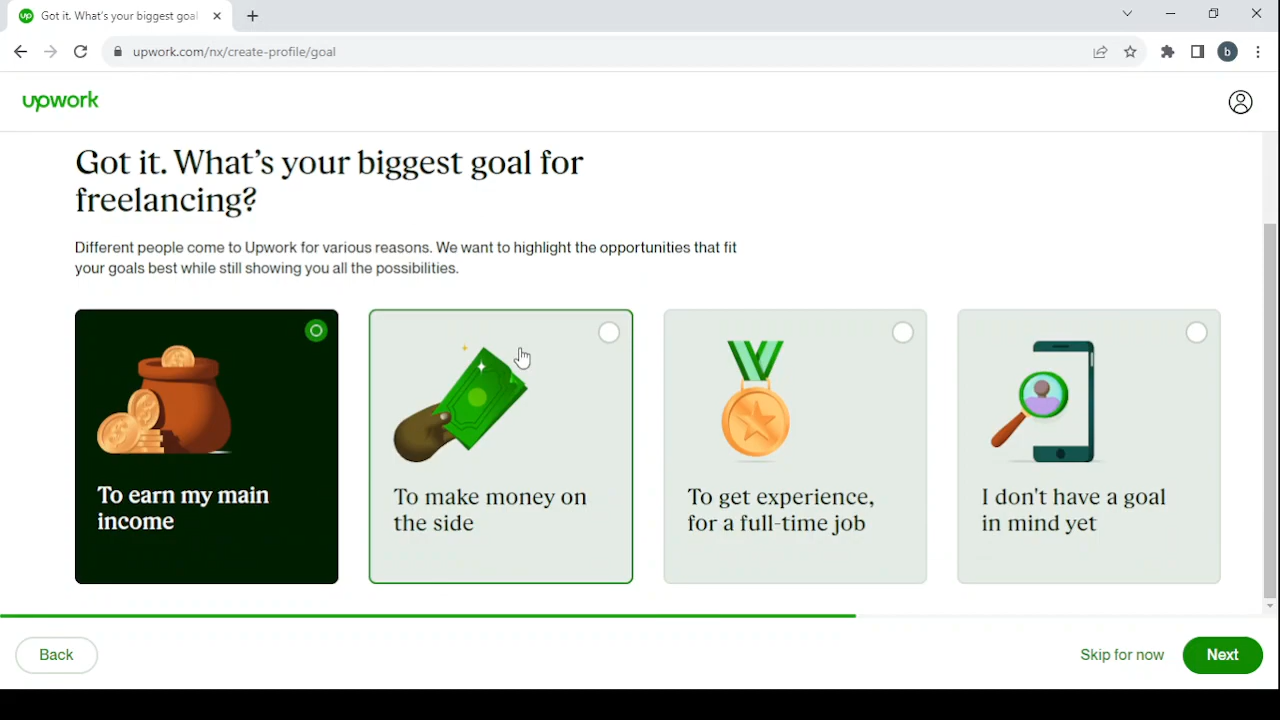 up Got it. What's your biggest goal
upwork.com/nx/create-profile/goal
b
upwork
Got it. What's your biggest goal for
freelancing?
Different people come to Upwork for various reasons. We want to highlight the opportunities that fit
your goals best while still showing you all the possibilities.
To earn my main
income
To make money on
the side
To get experience,
for a full-time job
I don't have a goal
in mind yet
Back
Skip for now
Next